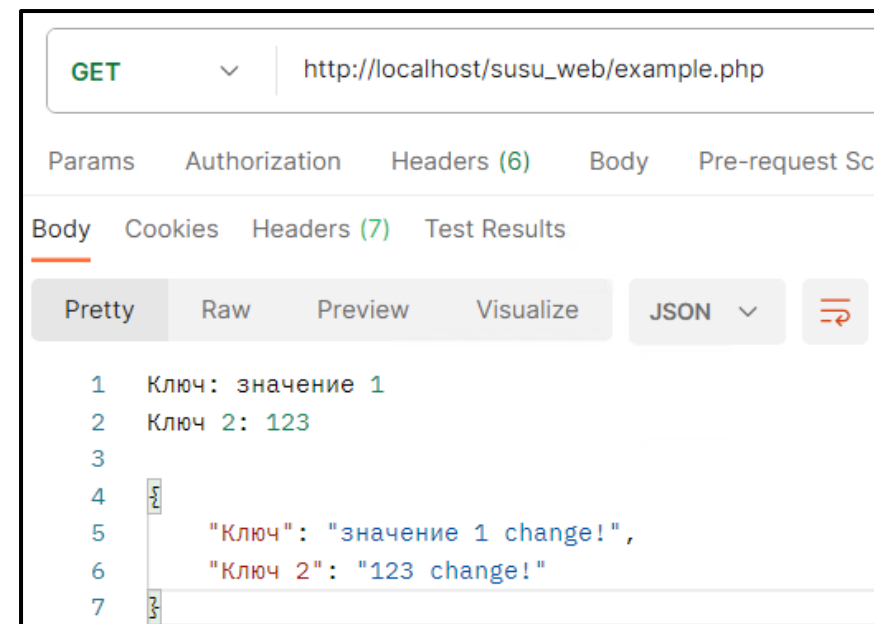 GET http://localhost/susu_web/example.php
Params Authorization Headers (6) Body Pre-request Sc
Body Cookies Headers (7) Test Results
Pretty Raw Preview Visualize JSON
1 Ключ: значение 1
2 Ключ 2: 123
3
4 {
5 "Ключ": "значение 1 change!",
6 "Ключ 2": "123 change!"
7 }